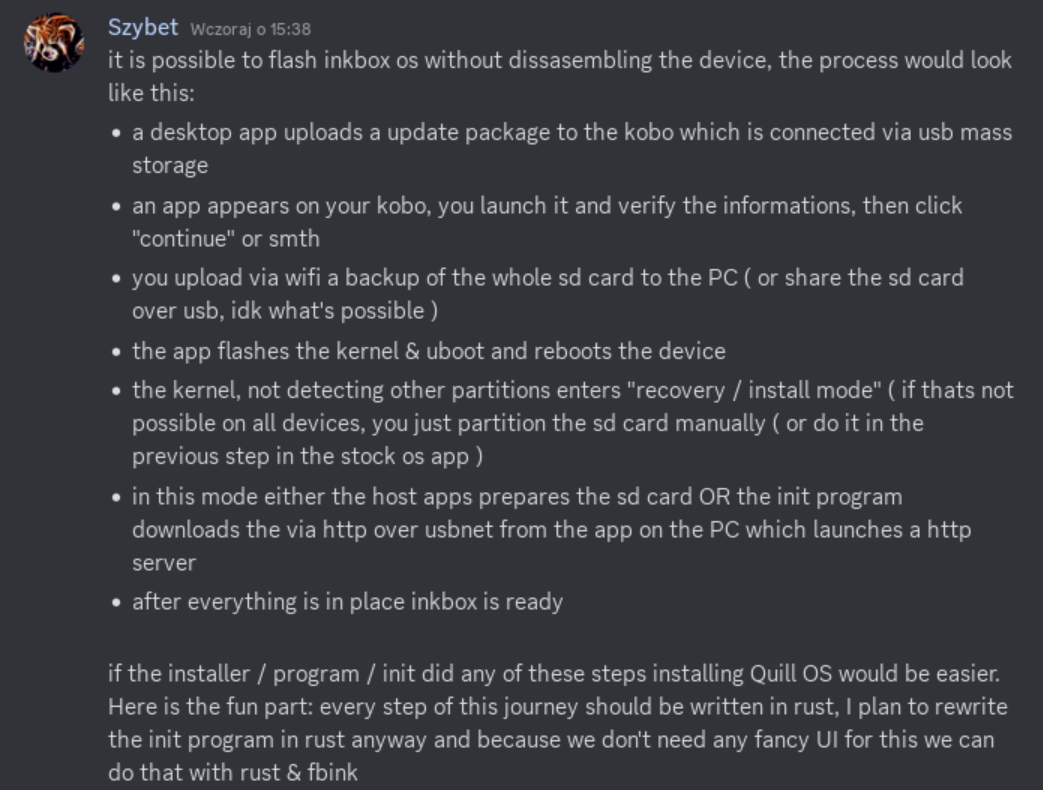 Szybet Wczoraj o 15:38
it is possible to flash inkbox os without dissasembling the device, the process would look
like this:
• a desktop app uploads a update package to the kobo which is connected via usb mass
storage
• an app appears on your kobo, you launch it and verify the informations, then click
"continue" or smth
• you upload via wifi a backup of the whole sd card to the PC ( or share the sd card
over usb, idk what's possible )
• the app flashes the kernel & uboot and reboots the device
• the kernel, not detecting other partitions enters "recovery / install mode" ( if thats not
possible on all devices, you just partition the sd card manually ( or do it in the
previous step in the stock os app )
• in this mode either the host apps prepares the sd card OR the init program
downloads the via http over usbnet from the app on the PC which launches a http
server
• after everything is in place inkbox is ready
if the installer / program / init did any of these steps installing Quill OS would be easier.
Here is the fun part: every step of this journey should be written in rust, I plan to rewrite
the init program in rust anyway and because we don't need any fancy UI for this we can
do that with rust & fbink